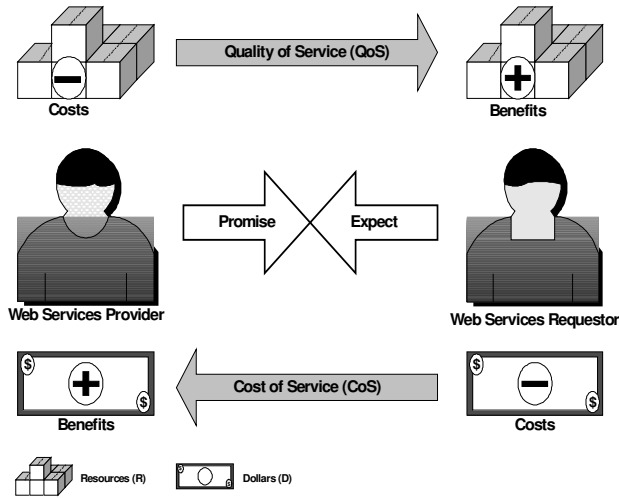 Quality of Service (QoS)
Costs
Benefits
Promise
Expect
Web Services Provider
Web Services Requestor
$
$
Cost of Service (CoS)
$
$
Benefits
Costs
Resources (R)
Dollars (D)